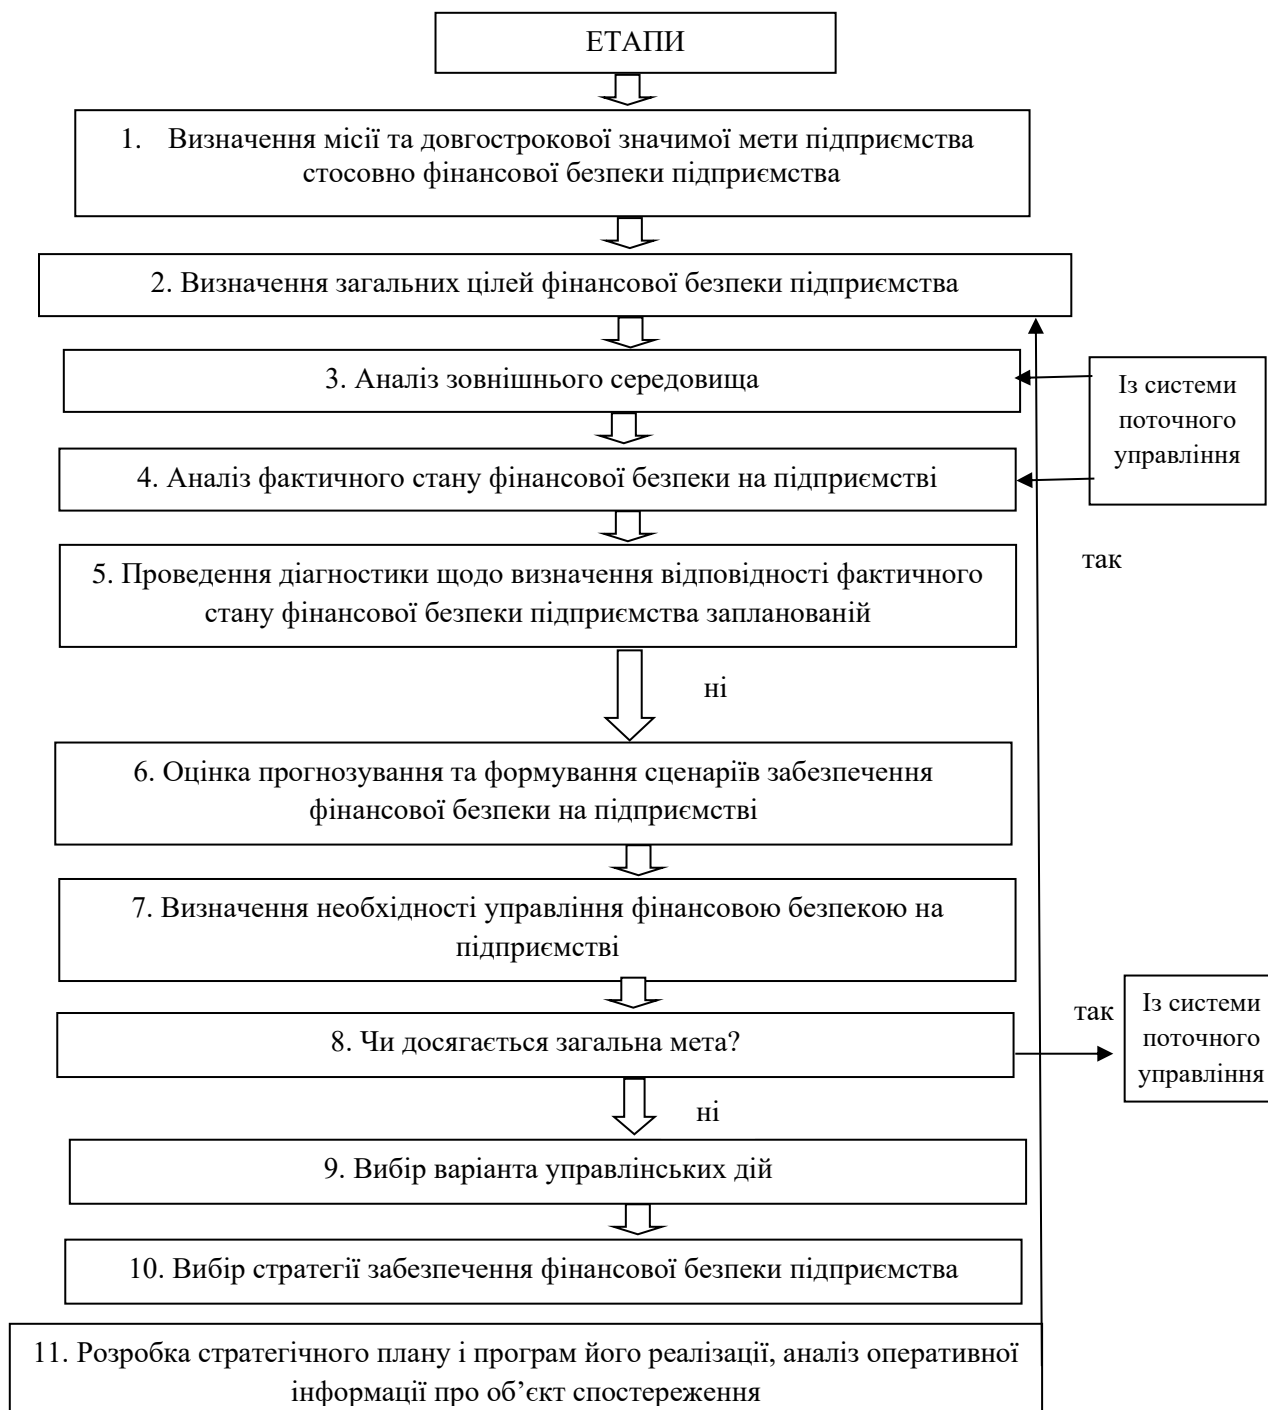 ЕТАПИ
1. Визначення місії та довгострокової значимої мети підприємства
стосовно фінансової безпеки підприємства
2. Визначення загальних цілей фінансової безпеки підприємства
3. Аналіз зовнішнього середовища
Із системи
поточного
управління
4. Аналіз фактичного стану фінансової безпеки на підприємстві
так
5. Проведення діагностики щодо визначення відповідності фактичного
стану фінансової безпеки підприємства запланованій
ні
6. Оцінка прогнозування та формування сценаріїв забезпечення
фінансової безпеки на підприємстві
7. Визначення необхідності управління фінансовою безпекою на
підприємстві
8. Чи досягається загальна мета?
так
Із системи
поточного
управління
ні
9. Вибір варіанта управлінських дій
10. Вибір стратегії забезпечення фінансової безпеки підприємства
11. Розробка стратегічного плану і програм його реалізації, аналіз оперативної
інформації про об’єкт спостереження